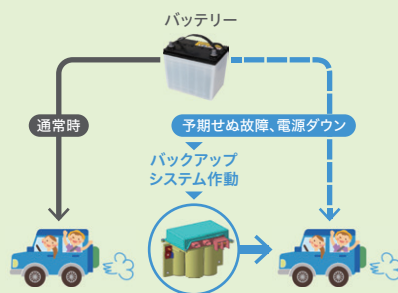 バッテリー
通常時
予期せぬ故障、電源ダウン
バックアップ
システム作動